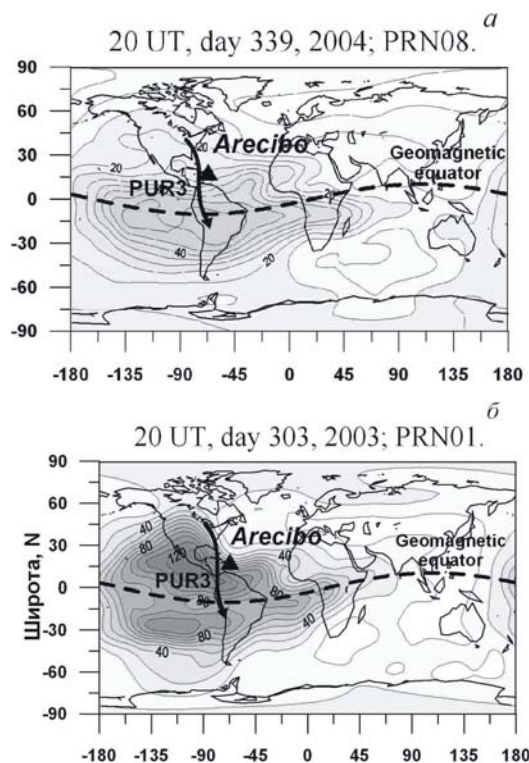 а
20 UT, day 339, 2004; PRN08.
90
60
30
0
-30
-60
-90
20
Arecibo
20
PUR3
Geomagnetic
equator
40
20
-180 -135 -90 -45 0 45 90 135 180
б
20 UT, day 303, 2003; PRN01.
Широта, N
90
60
30
0
-30
-60
-90
40
80
120
Arecibo
40
PUR3
Geomagnetic
equator
80
80
40
80
40
-180 -135 -90 -45 0 45 90 135 180